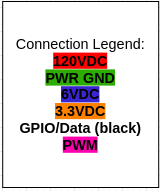 Connection Legend:
120VDC
PWR GND
6VDC
3.3VDC
GPIO/Data (black)
PWM